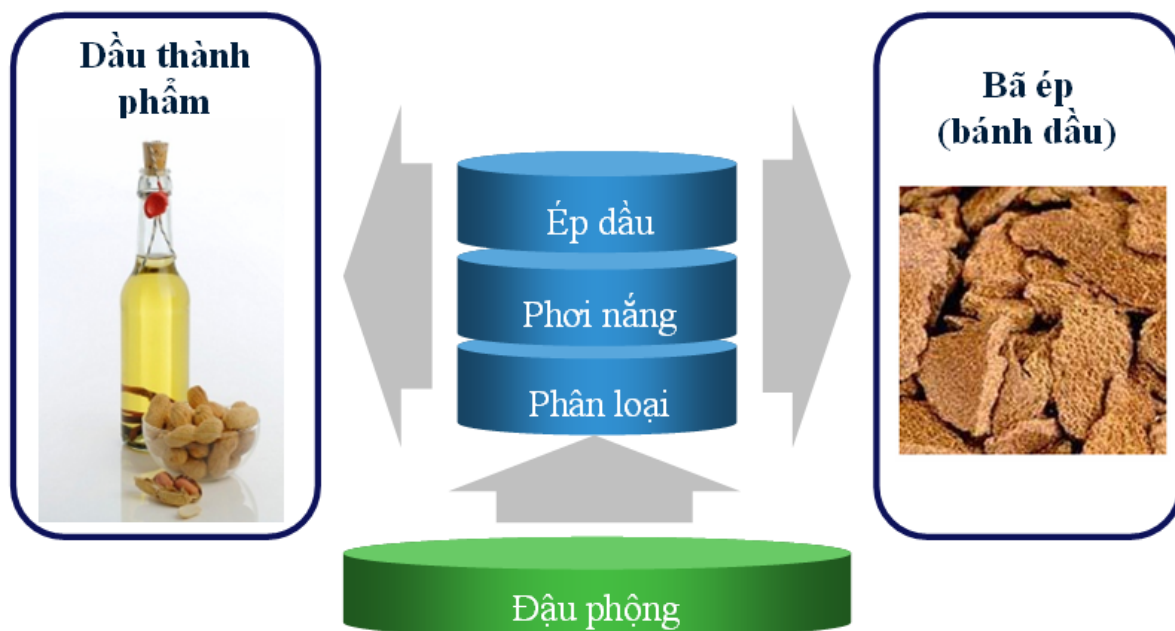 Dầu thành
phẩm
Bã ép
(bánh dầu)
Ép dầu
Phơi nắng
Phân loại
Đậu phộng